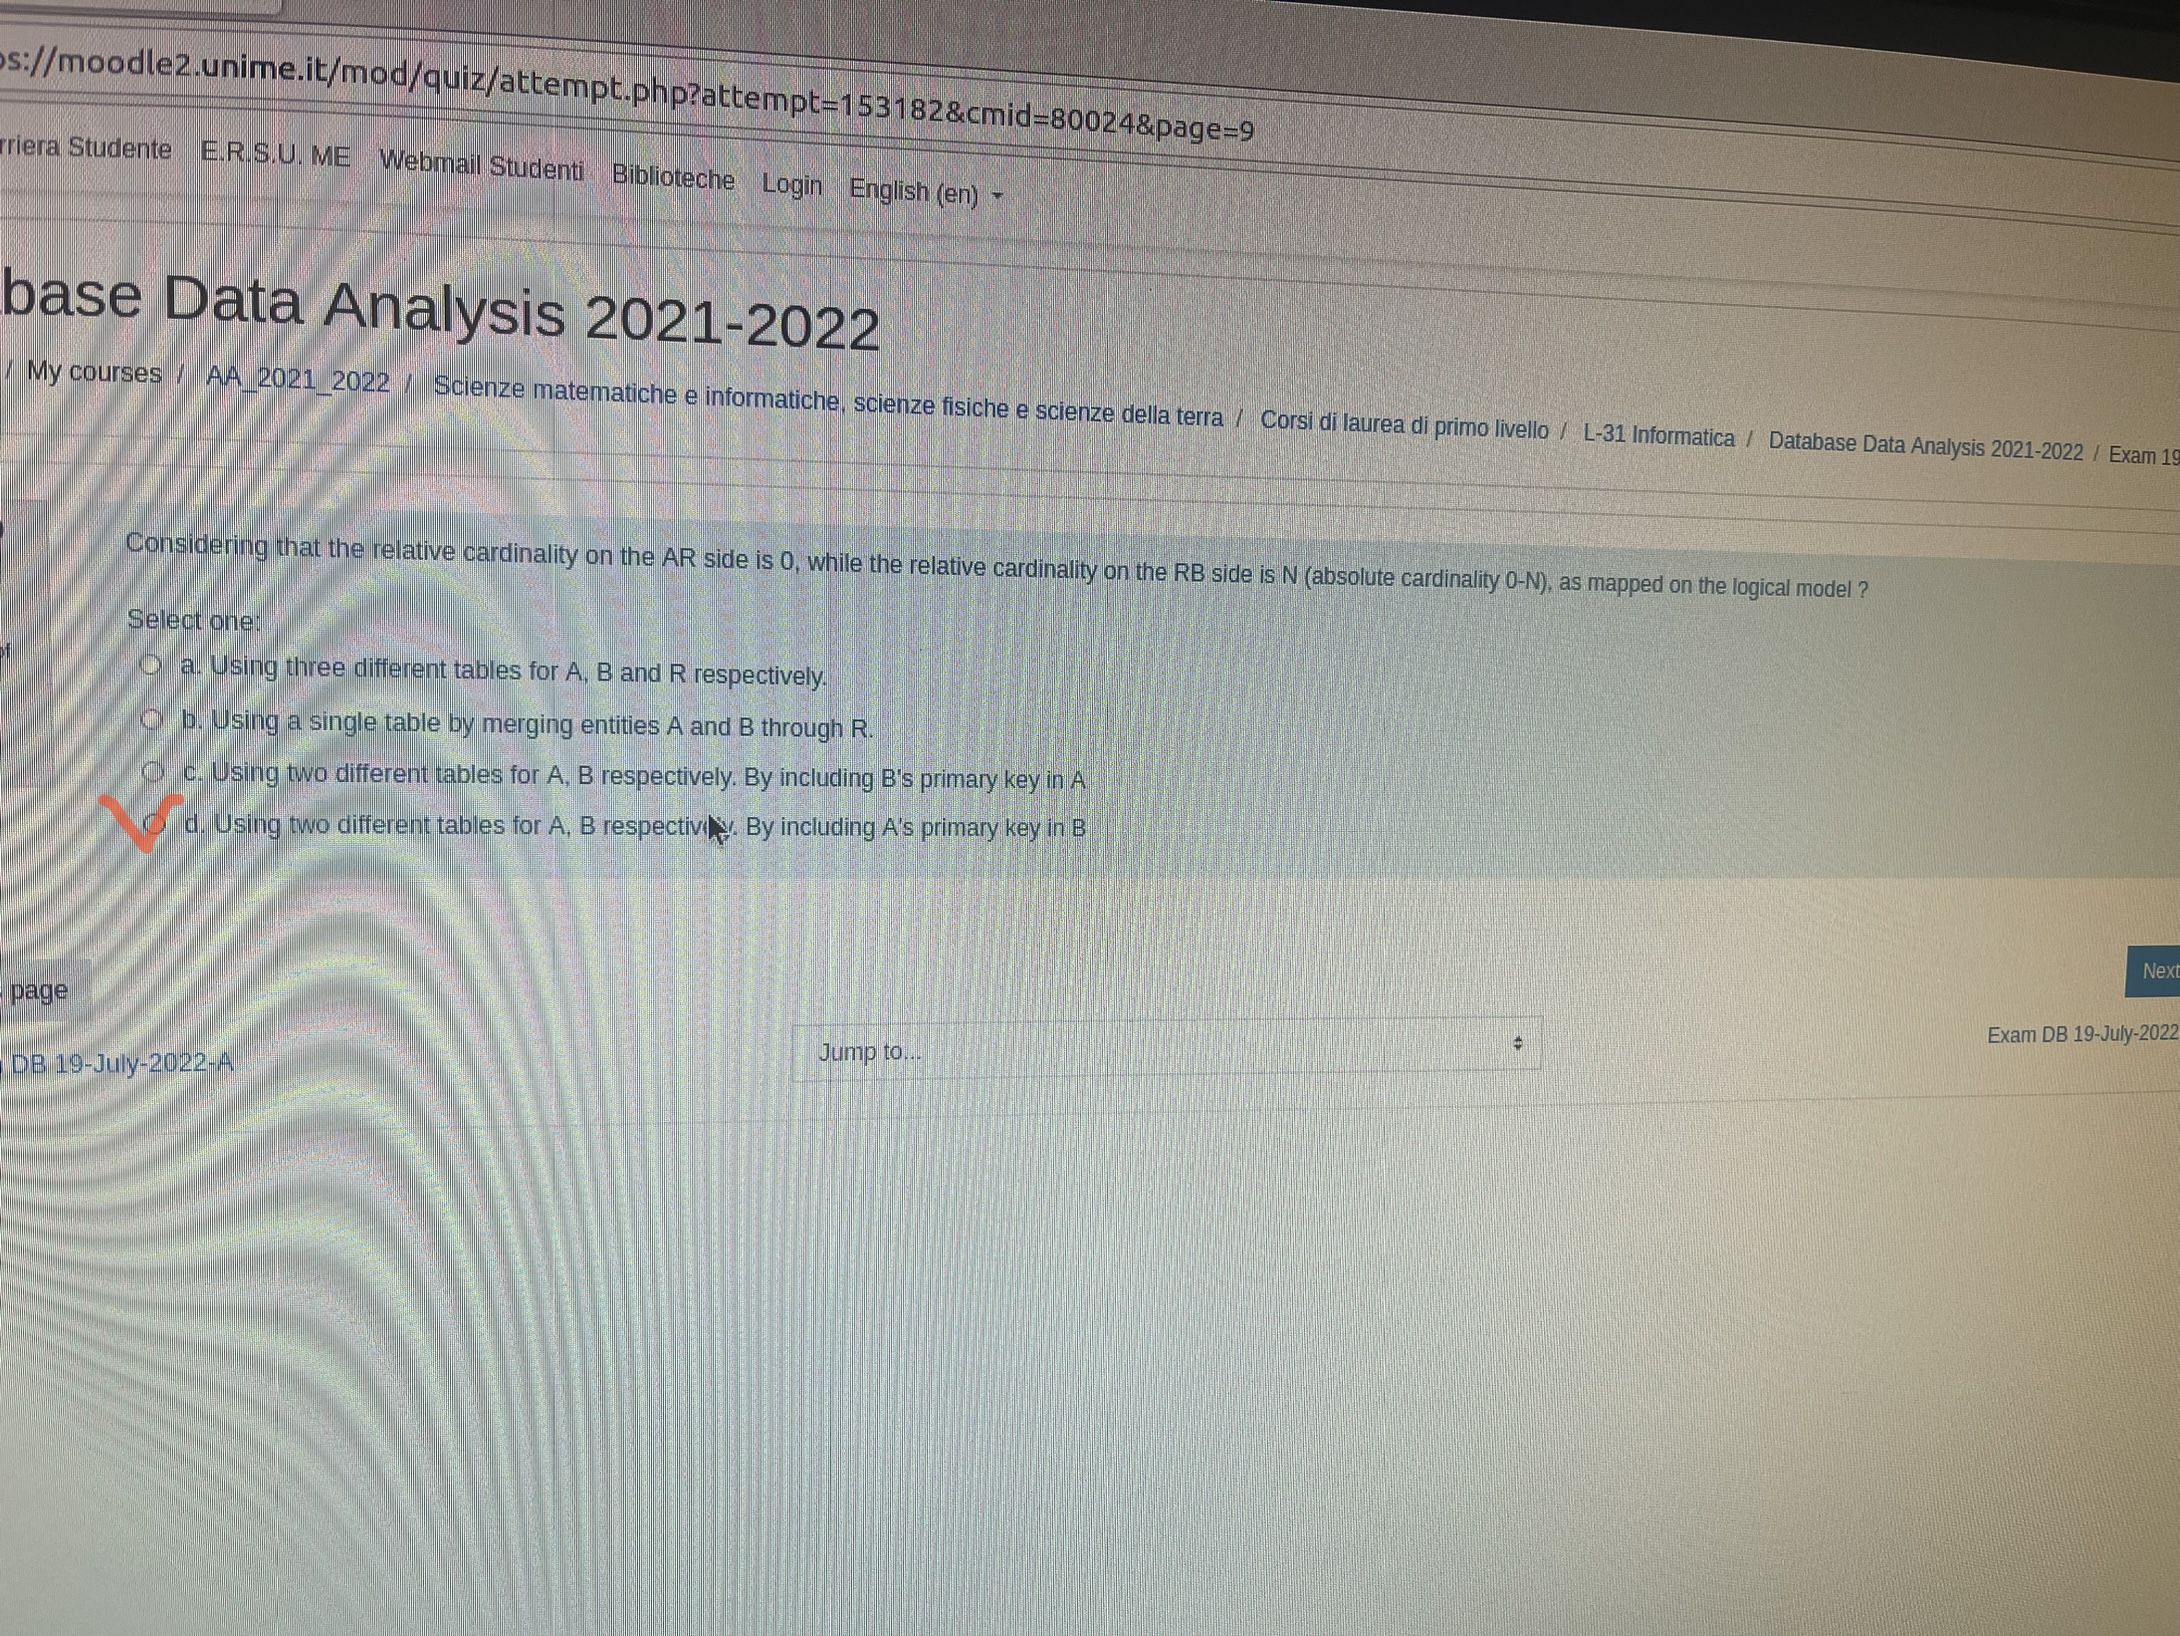 ps://moodle2.unime.it/mod/quiz/attempt.php?attempt=153182&cmid=80024&page=9
rriera Studente E.R.S.U. ME Webmail Studenti Biblioteche Login English (en)
base Data Analysis 2021-2022
/ My courses / AA_2021_2022 / Scienze matematiche e informatiche, scienze fisiche e scienze della terra / Corsi di laurea di primo livello / L-31 Informatica / Database Data Analysis 2021-2022 / Exam 19
Considering that the relative cardinality on the AR side is 0, while the relative cardinality on the RB side is N (absolute cardinality 0-N), as mapped on the logical model ?
Select one:
a. Using three different tables for A, B and R respectively.
b. Using a single table by merging entities A and B through R.
c. Using two different tables for A, B respectively. By including B's primary key in A
d. Using two different tables for A, B respectively. By including A's primary key in B
page
Next
DB 19-July-2022-A
Jump to...
Exam DB 19-July-2022